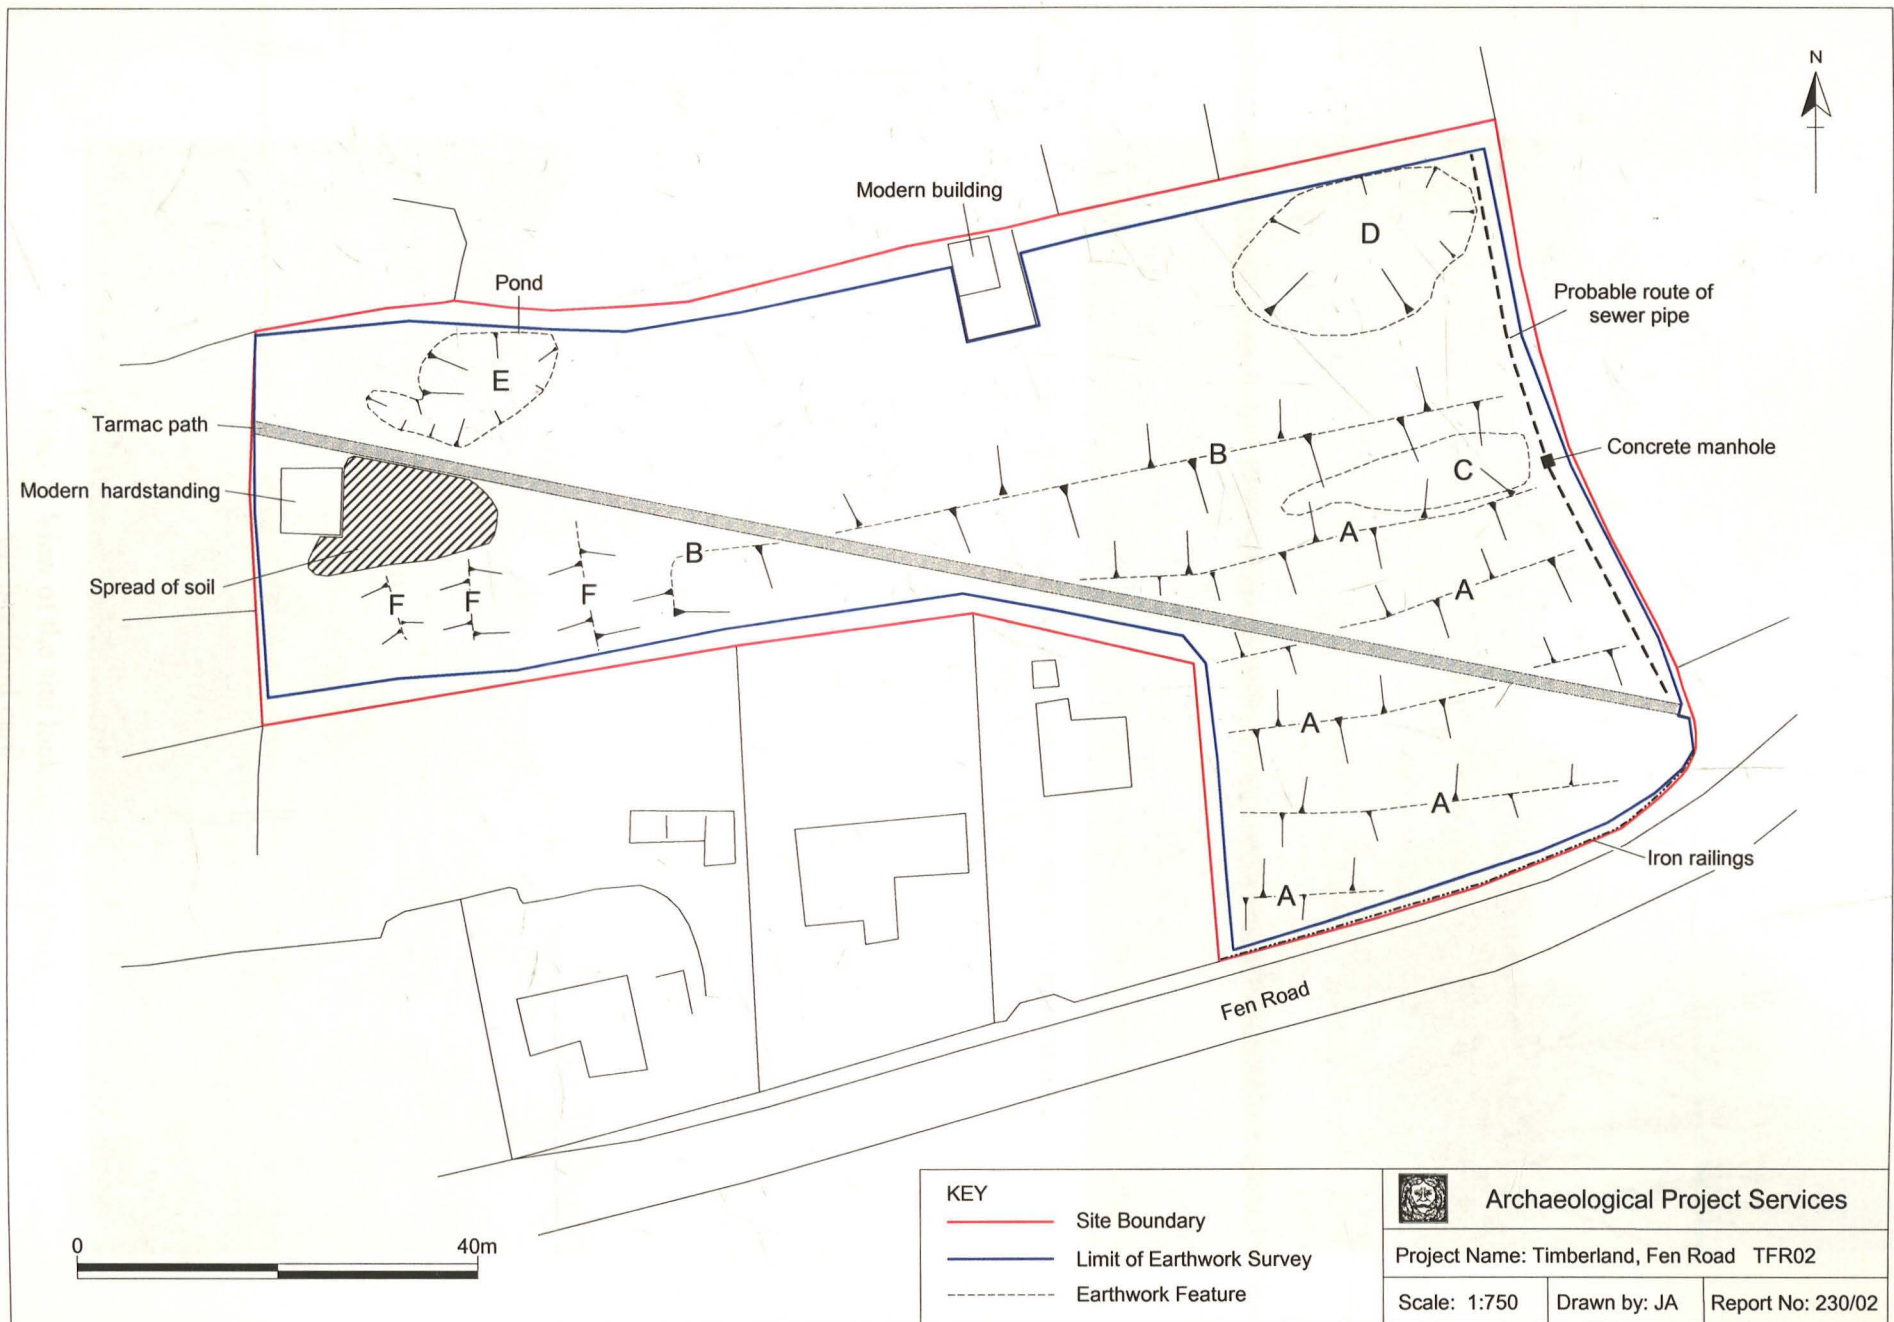 N
Modern building
D
Pond
Probable route of
sewer pipe
E
Tarmac path
B
Concrete manhole
C
Modern hardstanding
A
B
Spread of soil
F
F
F
A
A
A
Iron railings
A
Fen Road
0
40m
KEY
Site Boundary
Limit of Earthwork Survey
Earthwork Feature
Archaeological Project Services
Project Name: Timberland, Fen Road TFR02
Scale: 1:750
Drawn by: JA
Report No: 230/02